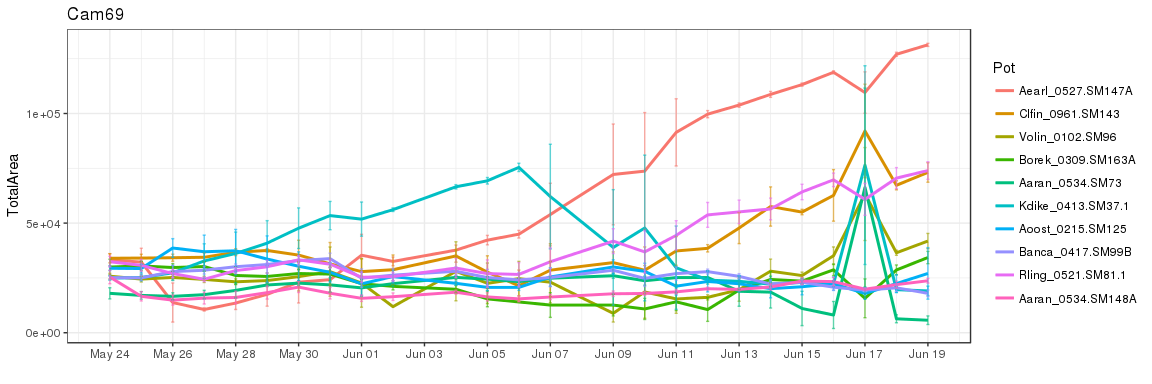 Cam69
TotalArea
1e+05
5e+04
0e+00
May 24 May 26 May 28 May 30 Jun 01 Jun 03 Jun 05 Jun 07 Jun 09 Jun 11 Jun 13 Jun 15 Jun 17 Jun 19
Pot
Aearl_0527.SM147A
Clfin_0961.SM143
Volin_0102.SM96
Borek_0309.SM163A
Aaran_0534.SM73
Kdike_0413.SM37.1
Aoost_0215.SM125
Banca_0417.SM99B
Rling_0521.SM81.1
Aaran_0534.SM148A